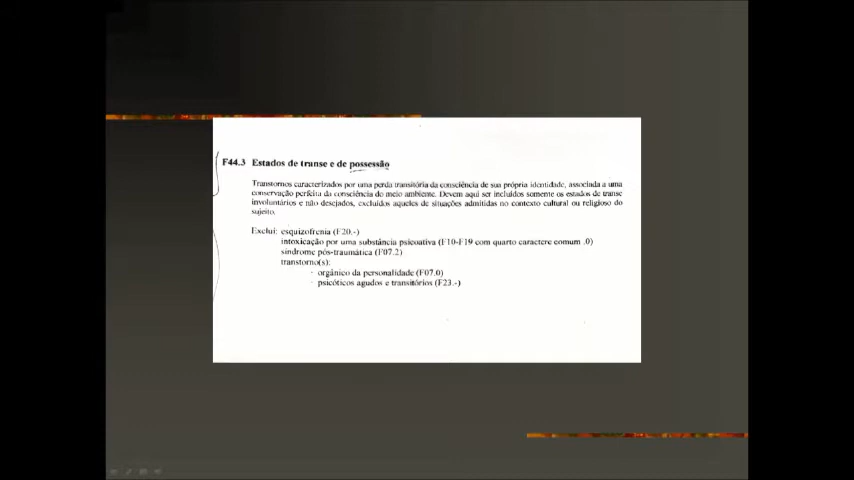 F44.3 Estados de transe e de possessão
Transtornos caracterizados por uma perda transitória da consciência de sua própria identidade, associada a uma
conservação perfeita da consciência do meio ambiente. Devem aqui ser incluídos somente os estados de transe
involuntários e não desejados, excluídos aqueles de situações admitidas no contexto cultural ou religioso do
sujeito.
Exclui: esquizofrenia (F20.-)
intoxicação por uma substância psicoativa (F10-F19 com quarto caractere comum .0)
síndrome pós-traumática (F07.2)
transtorno(s):
- orgânico da personalidade (F07.0)
- psicóticos agudos e transitórios (F23.-)